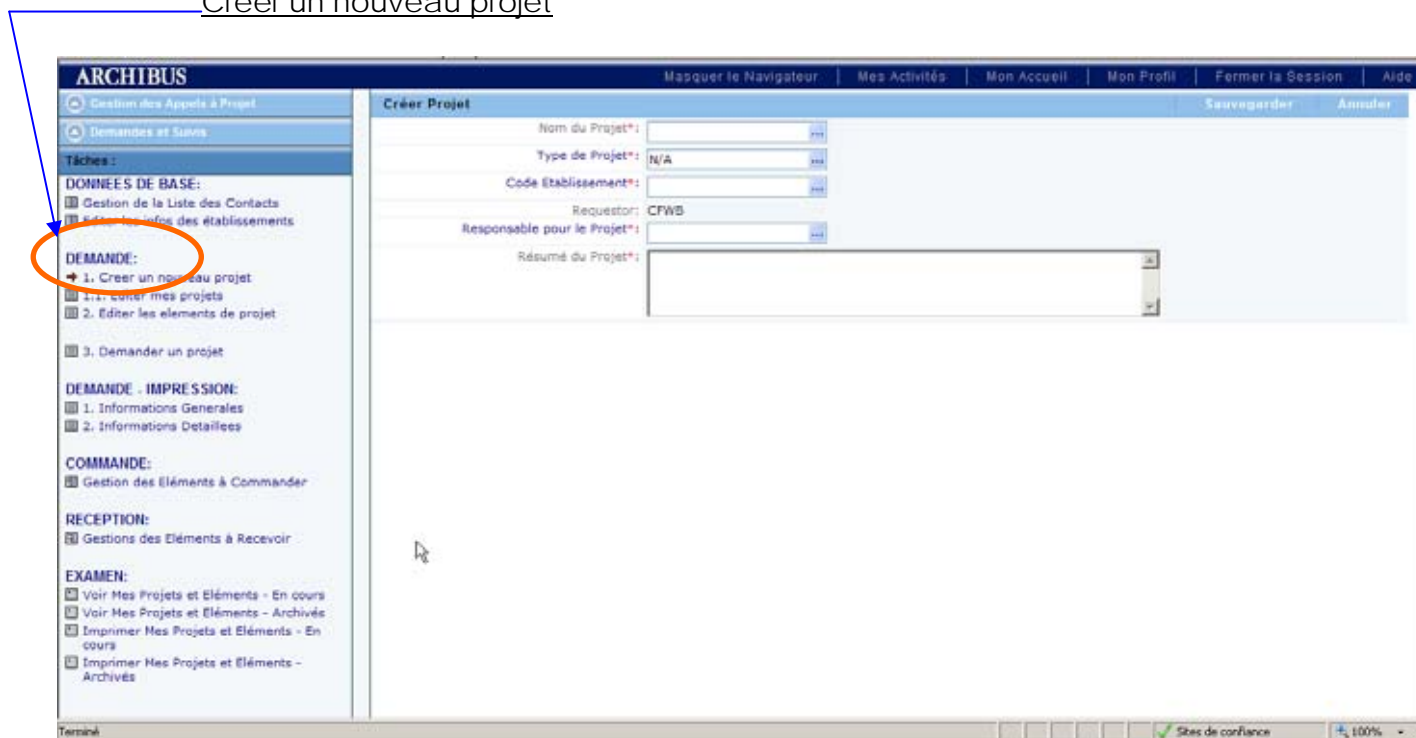 Créer un nouveau projet
ARCHIBUS
Masquer le Navigateur | Mes Activités | Mon Accueil | Mon Profil | Fermer la Session | Aide
Gestion des Appels à Projet
Demandes et Suivis
Tâches :
DONNEES DE BASE:
Gestion de la Liste des Contacts
Editer les infos des établissements
DEMANDE:
1. Creer un nouveau projet
1.1. Editer mes projets
2. Editer les elements de projet
3. Demander un projet
DEMANDE - IMPRESSION:
1. Informations Generales
2. Informations Detaillees
COMMANDE:
Gestion des Eléments à Commander
RECEPTION:
Gestions des Eléments à Recevoir
EXAMEN:
Voir Mes Projets et Eléments - En cours
Voir Mes Projets et Eléments - Archivés
Imprimer Mes Projets et Eléments - En
cours
Imprimer Mes Projets et Eléments -
Archivés
Créer Projet
Sauvegarder Annuler
Nom du Projet*: ...
Type de Projet*: N/A ...
Code Etablissement*: ...
Requestor: CFWB
Responsable pour le Projet*: ...
Résumé du Projet*:
Terminé
Sites de confiance
100%